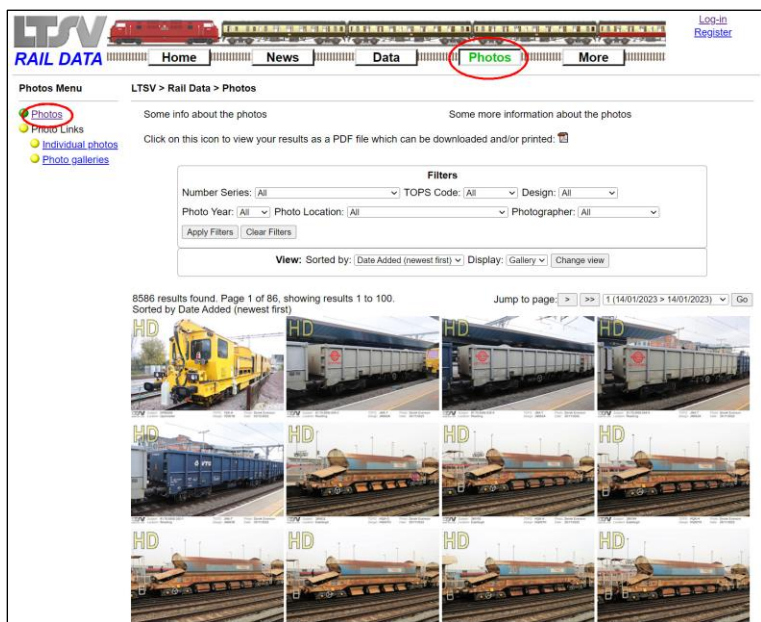 LTSV
RAIL DATA
Home
News
Data
Photos
More
Log-in
Register
Photos Menu
Photos
Photo Links
Individual photos
Photo galleries
LTSV > Rail Data > Photos
Some info about the photos
Some more information about the photos
Click on this icon to view your results as a PDF file which can be downloaded and/or printed:
Filters
Number Series: All TOPS Code: All Design: All
Photo Year: All Photo Location: All Photographer: All
Apply Filters Clear Filters
View: Sorted by: Date Added (newest first) Display: Gallery Change view
8586 results found. Page 1 of 86, showing results 1 to 100.
Jump to page: > >> 1 (14/01/2023 > 14/01/2023) Go
Sorted by Date Added (newest first)
HD HD HD HD
HD HD HD HD
HD HD HD HD